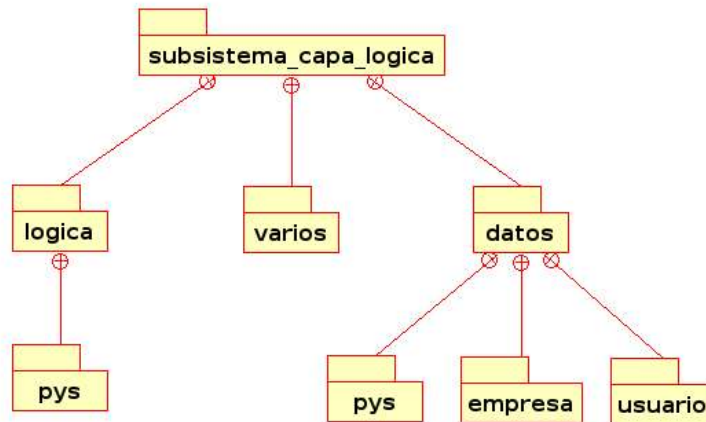 subsistema_capa_logica
logica
varios
datos
pys
pys
empresa
usuario